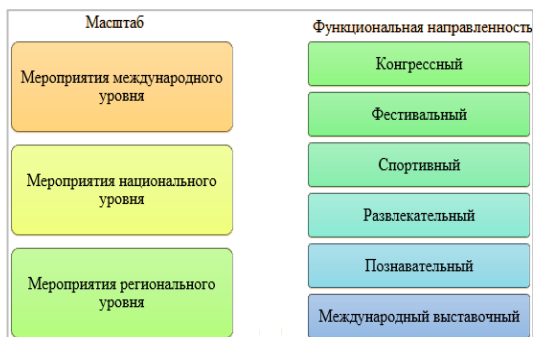 Масштаб
Мероприятия международного
уровня
Мероприятия национального
уровня
Мероприятия регионального
уровня
Функциональная направленность
Конгрессный
Фестивальный
Спортивный
Развлекательный
Познавательный
Международный выставочный